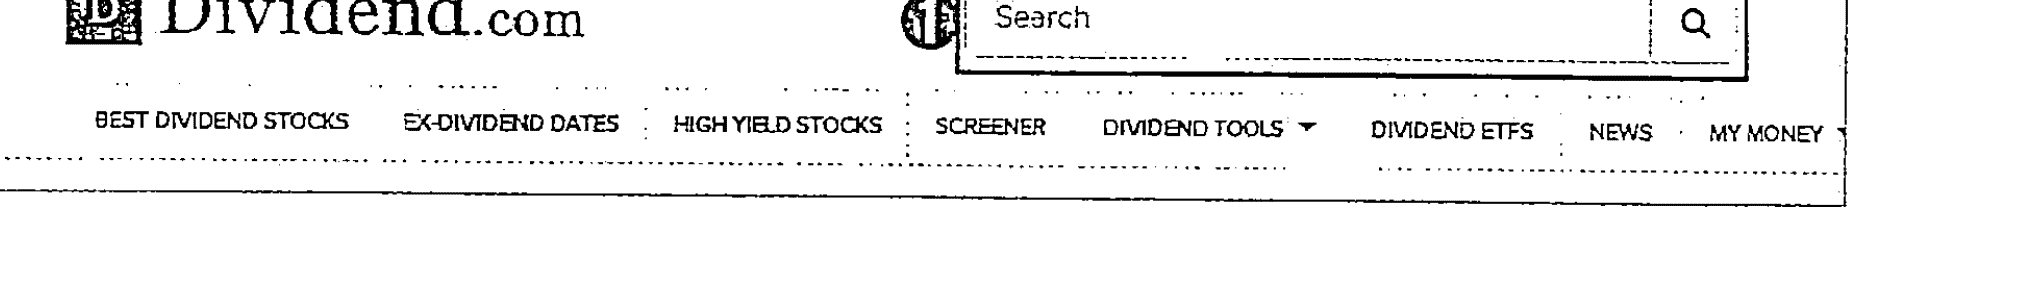 Dividend.com
Search
BEST DIVIDEND STOCKS EX-DIVIDEND DATES HIGH YIELD STOCKS SCREENER DIVIDEND TOOLS DIVIDEND ETFS NEWS MY MONEY